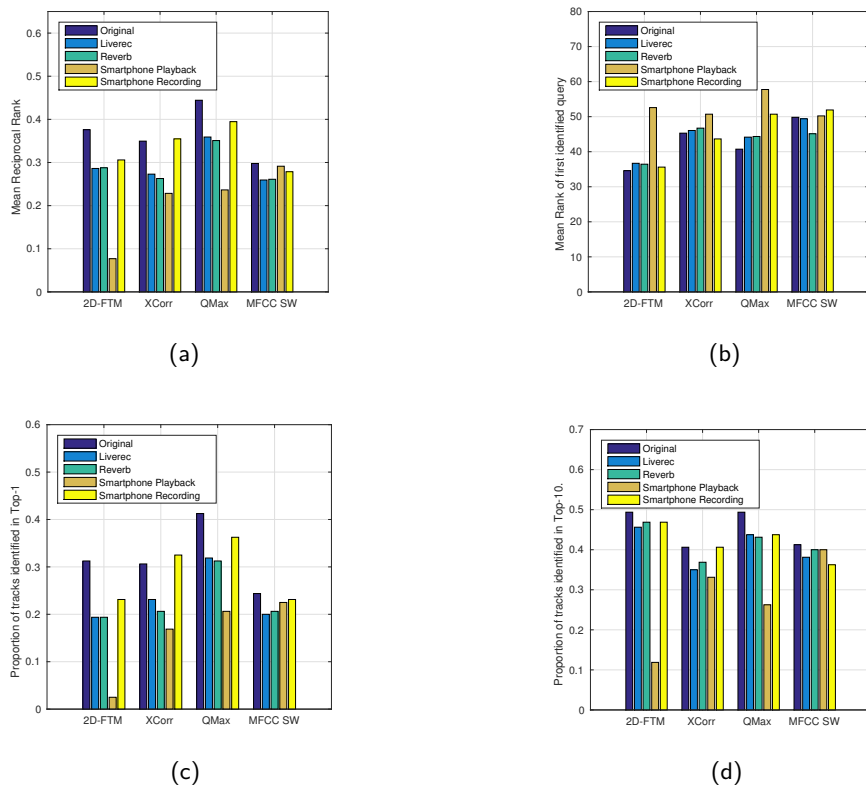 Mean Reciprocal Rank
0.6
0.5
0.4
0.3
0.2
0.1
0
Original
Liverec
Reverb
Smartphone Playback
Smartphone Recording
2D-FTM XCorr QMax MFCC SW
(a)
Mean Rank of first identified query
80
70
60
50
40
30
20
10
0
Original
Liverec
Reverb
Smartphone Playback
Smartphone Recording
2D-FTM XCorr QMax MFCC SW
(b)
Proportion of tracks identified in Top-1
0.6
0.5
0.4
0.3
0.2
0.1
0
Original
Liverec
Reverb
Smartphone Playback
Smartphone Recording
2D-FTM XCorr QMax MFCC SW
(c)
Proportion of tracks identified in Top-10.
0.7
0.6
0.5
0.4
0.3
0.2
0.1
0
Original
Liverec
Reverb
Smartphone Playback
Smartphone Recording
2D-FTM XCorr QMax MFCC SW
(d)